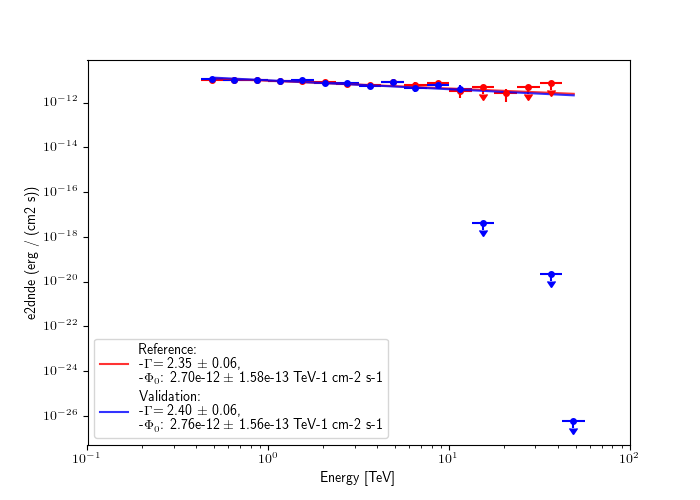 e2dnde (erg / (cm2 s))
10⁻¹²
10⁻¹⁴
10⁻¹⁶
10⁻¹⁸
10⁻²⁰
10⁻²²
10⁻²⁴
10⁻²⁶
Reference:
-Γ= 2.35 ± 0.06,
-Φ₀: 2.70e-12 ± 1.58e-13 TeV-1 cm-2 s-1
Validation:
-Γ= 2.40 ± 0.06,
-Φ₀: 2.76e-12 ± 1.56e-13 TeV-1 cm-2 s-1
10⁻¹ 10⁰ 10¹ 10²
Energy [TeV]